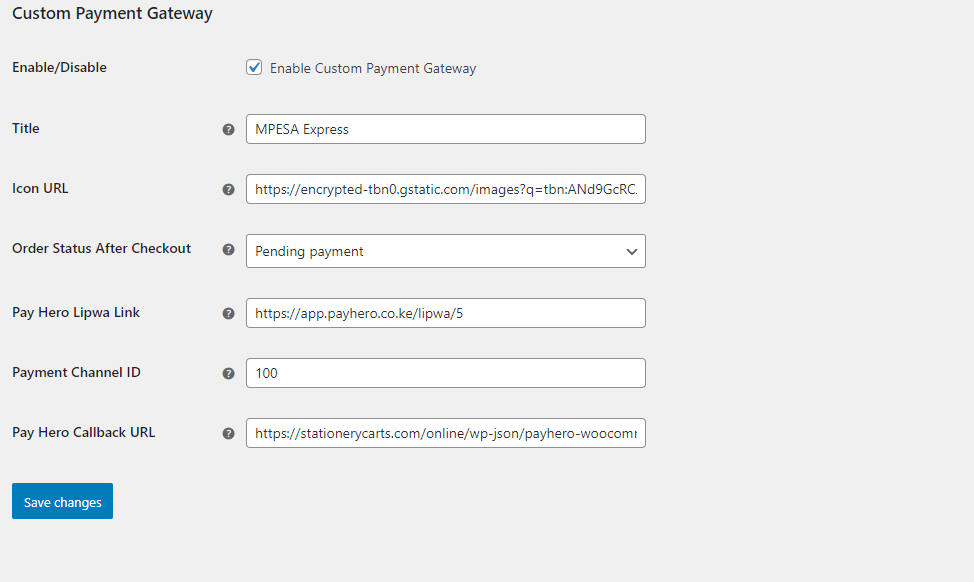 Custom Payment Gateway
Enable/Disable
Enable Custom Payment Gateway
Title
MPESA Express
Icon URL
https://encrypted-tbn0.gstatic.com/images?q=tbn:ANd9GcRC
Order Status After Checkout
Pending payment
Pay Hero Lipwa Link
https://app.payhero.co.ke/lipwa/5
Payment Channel ID
100
Pay Hero Callback URL
https://stationerycarts.com/online/wp-json/payhero-woocomm
Save changes